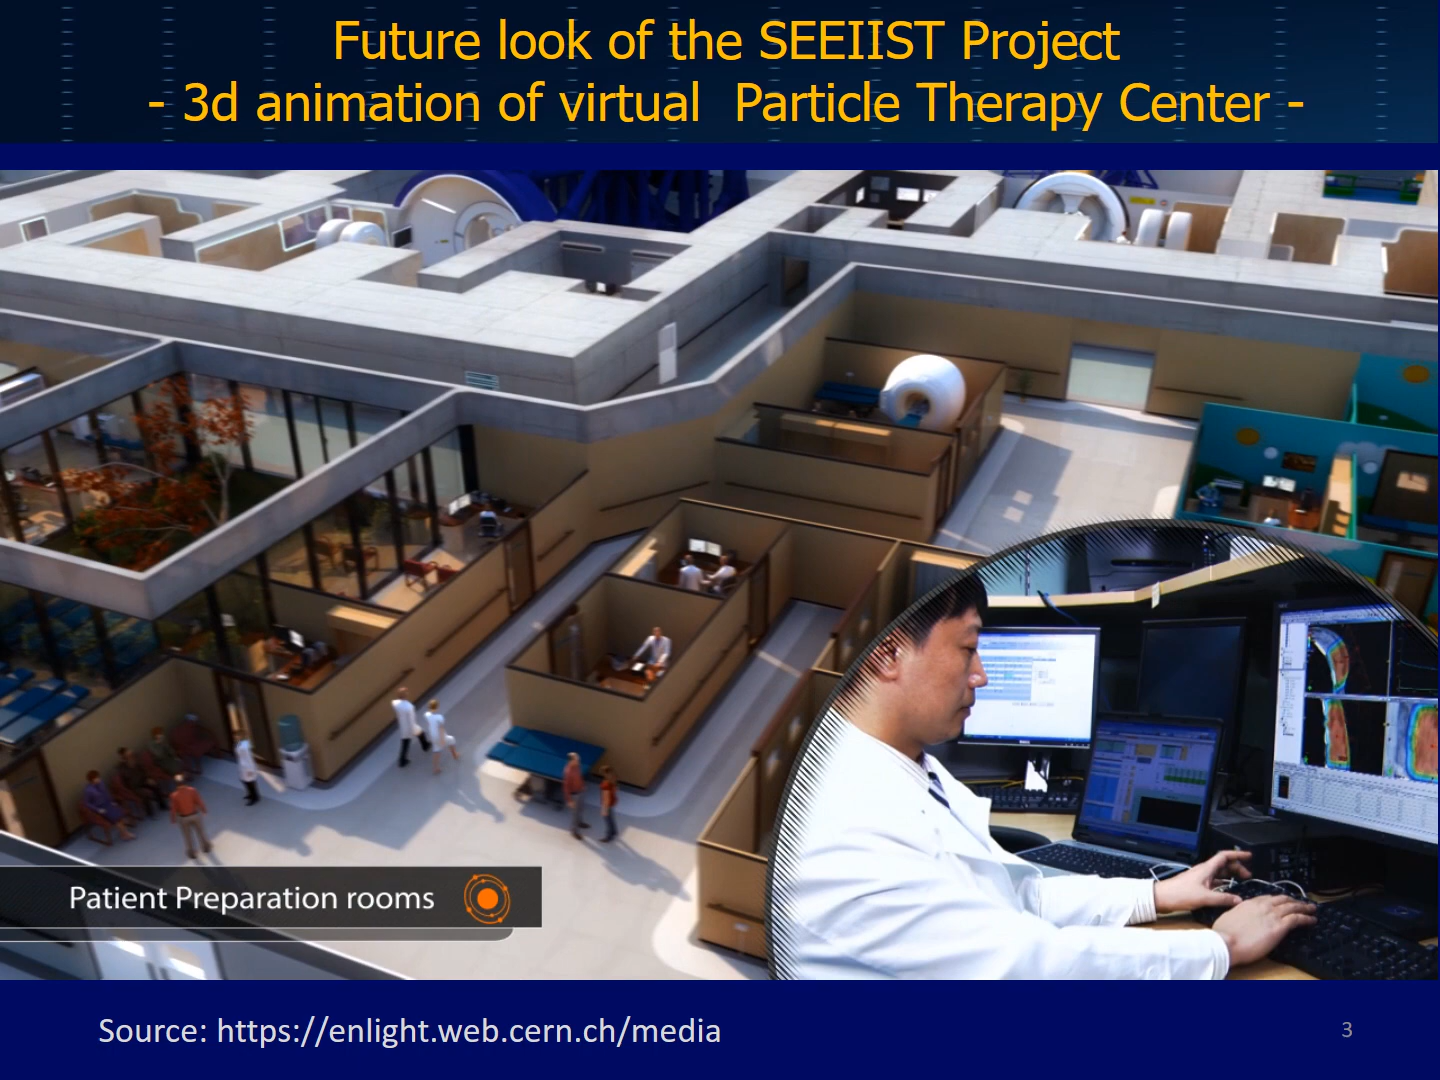 Future look of the SEEIIST Project
- 3d animation of virtual  Particle Therapy Center -
Patient Preparation rooms
Source: https://enlight.web.cern.ch/media
3